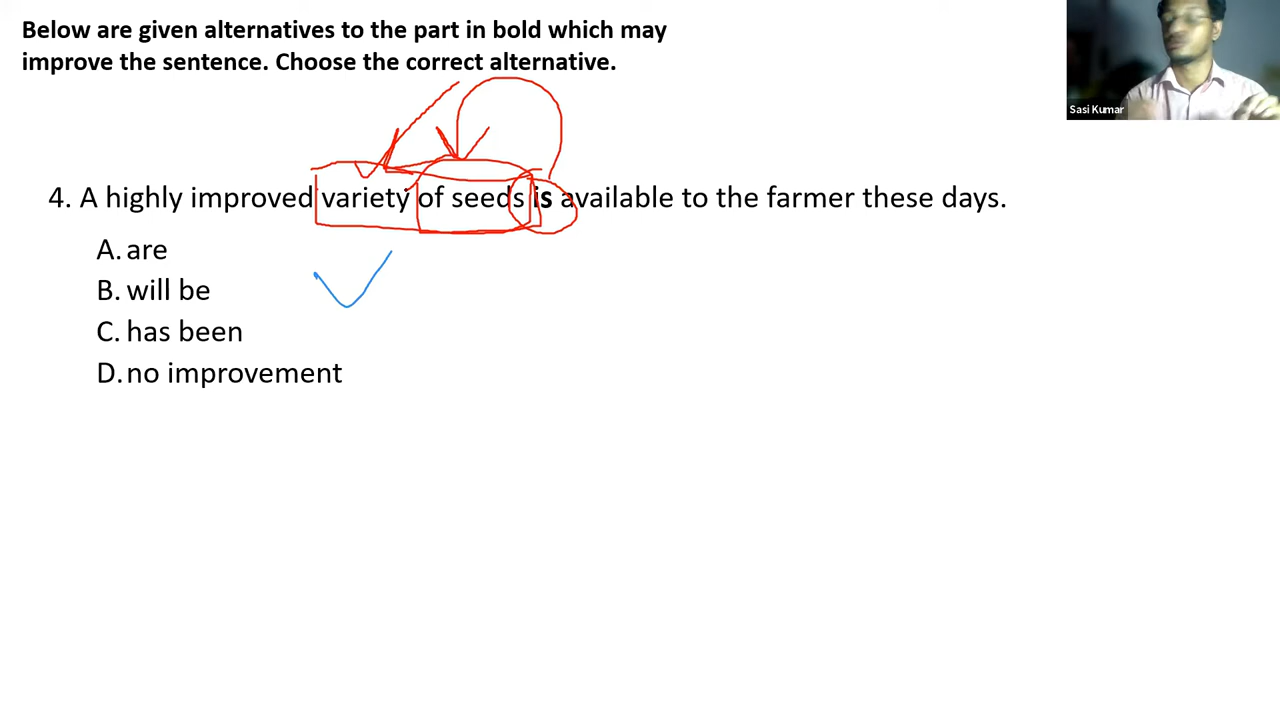 Below are given alternatives to the part in bold which may
improve the sentence. Choose the correct alternative.
Sasi Kumar
4. A highly improved variety of seeds is available to the farmer these days.
A. are
B. will be
C. has been
D. no improvement